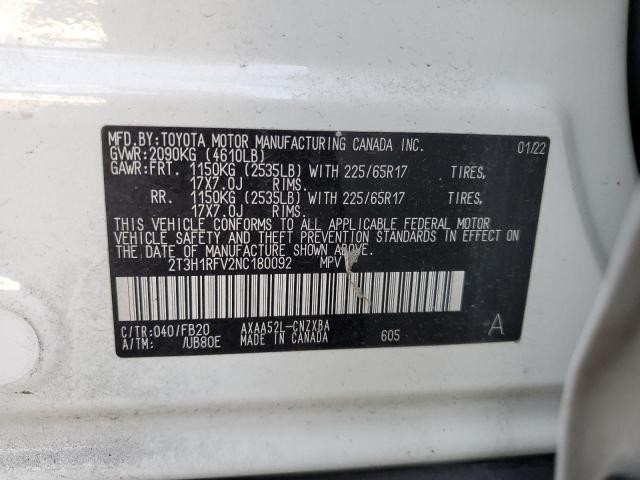 MFD.BY:TOYOTA MOTOR MANUFACTURING CANADA INC. 01/22
GVWR:2090KG (4610LB)
GAWR:FRT. 1150KG (2535LB) WITH 225/65R17 TIRES,
17X7.0J RIMS.
RR. 1150KG (2535LB) WITH 225/65R17 TIRES,
17X7.0J RIMS.
THIS VEHICLE CONFORMS TO ALL APPLICABLE FEDERAL MOTOR
VEHICLE SAFETY AND THEFT PREVENTION STANDARDS IN EFFECT ON
THE DATE OF MANUFACTURE SHOWN ABOVE.
2T3H1RFV2NC180092 MPV
C/TR:040/FB20 AXAA52L-CNZXBA
A/TM: /UB80E MADE IN CANADA 605 A